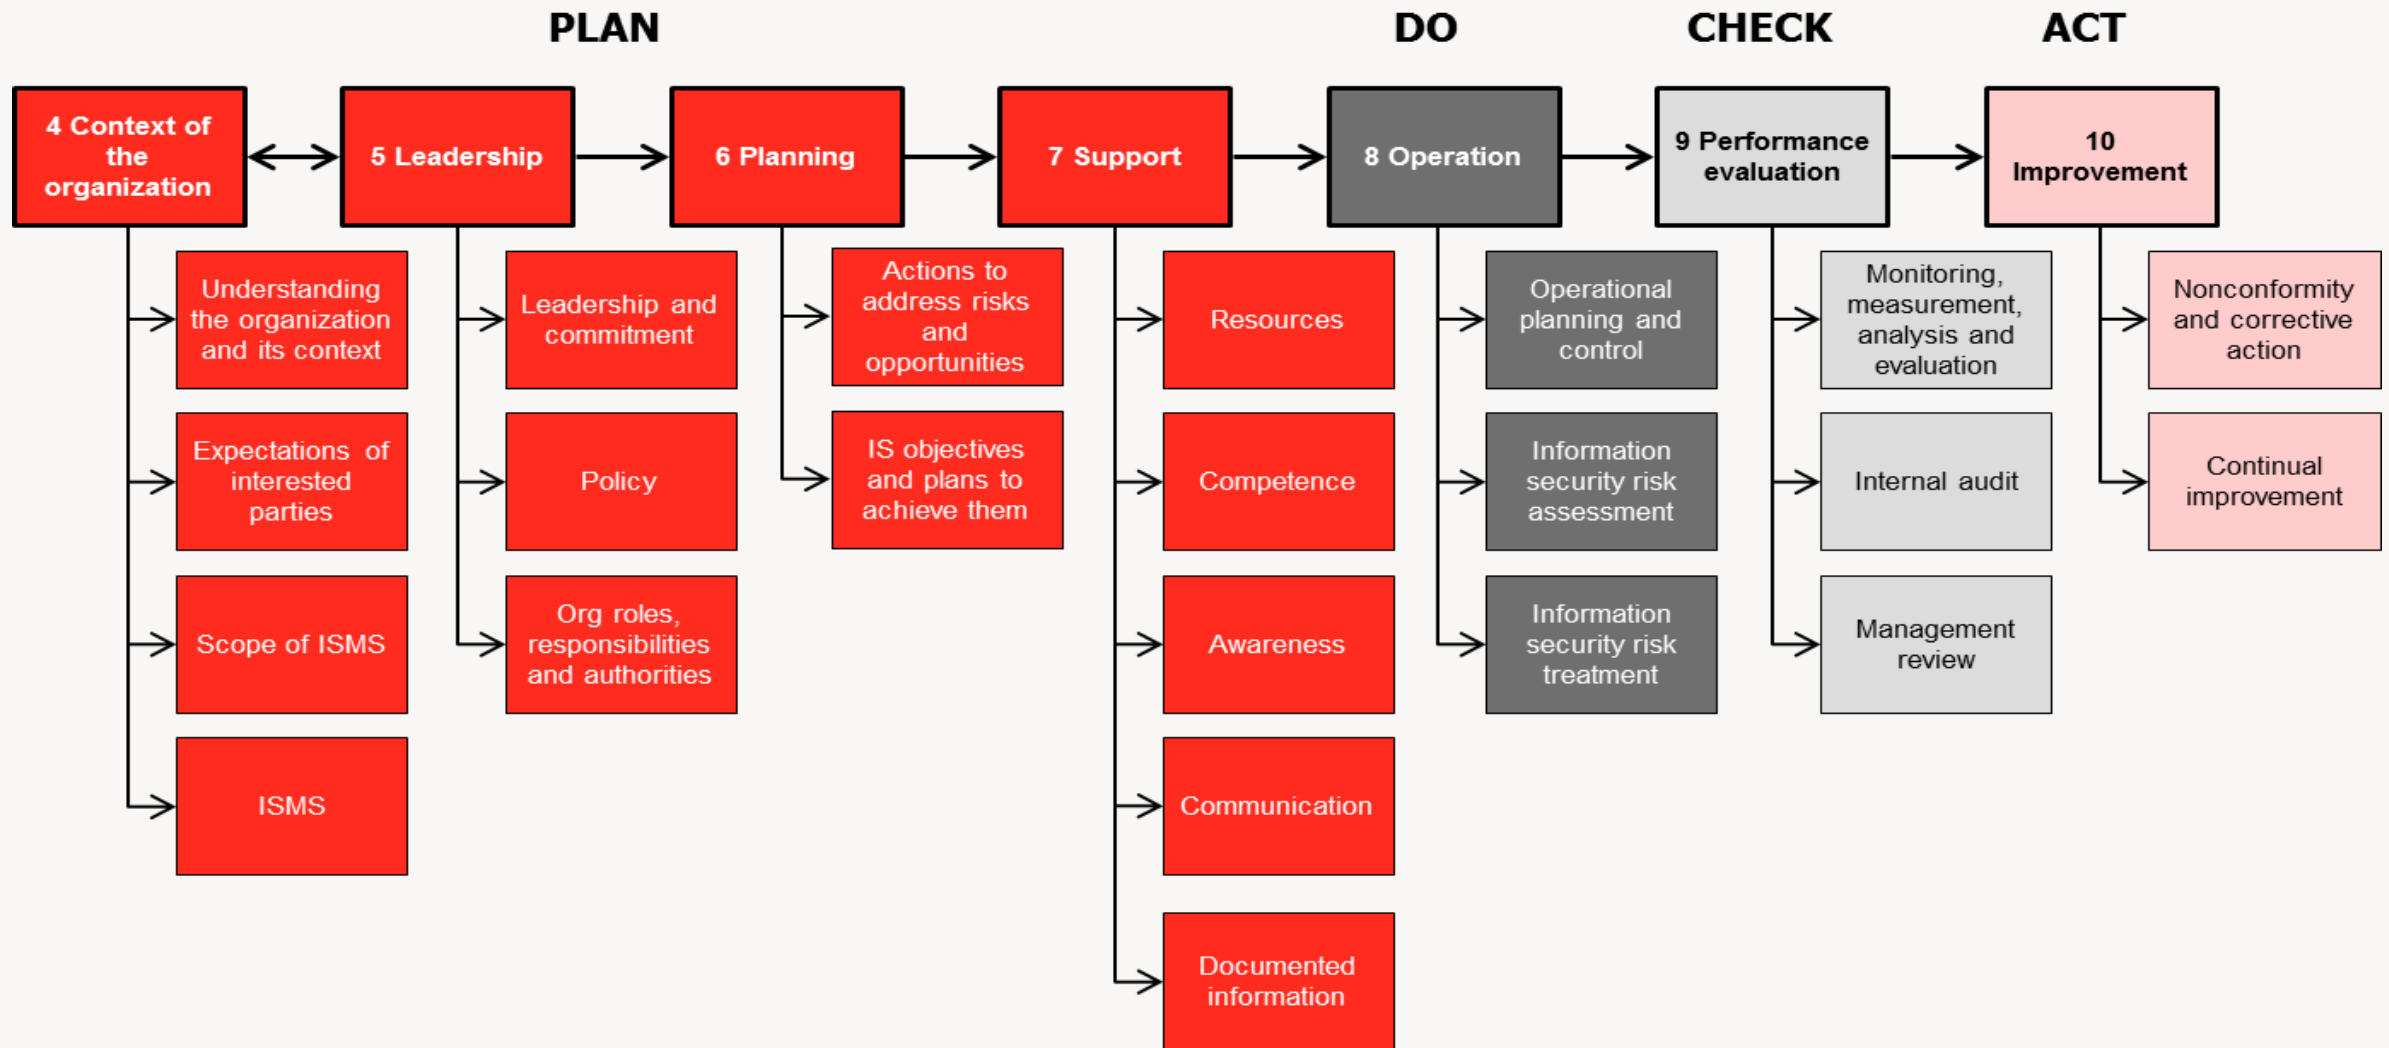 PLAN
DO
CHECK
ACT
4 Context of
the
organization
5 Leadership
6 Planning
7 Support
8 Operation
9 Performance
evaluation
10
Improvement
Understanding
the organization
and its context
Expectations of
interested
parties
Scope of ISMS
ISMS
Leadership and
commitment
Policy
Org roles,
responsibilities
and authorities
Actions to
address risks
and
opportunities
IS objectives
and plans to
achieve them
Resources
Competence
Awareness
Communication
Documented
information
Operational
planning and
control
Information
security risk
assessment
Information
security risk
treatment
Monitoring,
measurement,
analysis and
evaluation
Internal audit
Management
review
Nonconformity
and corrective
action
Continual
improvement